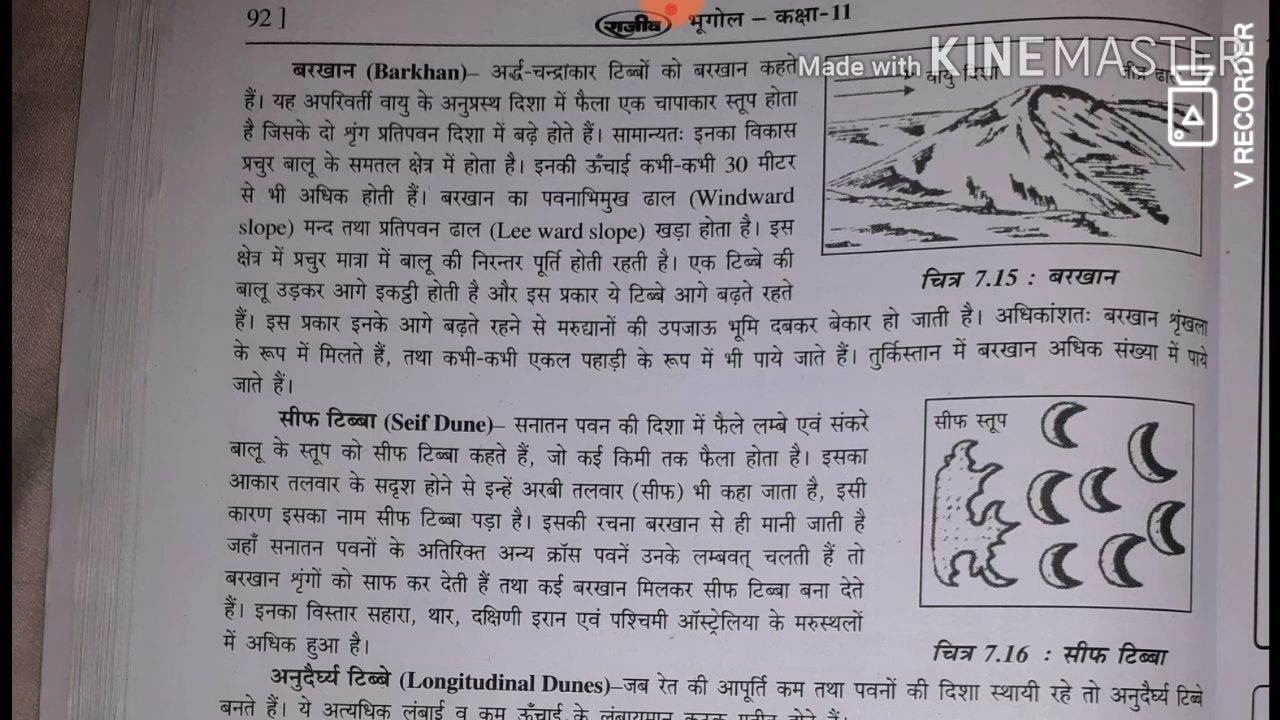 92 ]
राजीव भूगोल – कक्षा-11
Made with KINEMASTER
V RECORDER
बरखान (Barkhan)– अर्द्ध-चन्द्राकार टिब्बों को बरखान कहते
हैं। यह अपरिवर्ती वायु के अनुप्रस्थ दिशा में फैला एक चापाकार स्तूप होता
है जिसके दो शृंग प्रतिपवन दिशा में बढ़े होते हैं। सामान्यतः इनका विकास
प्रचुर बालू के समतल क्षेत्र में होता है। इनकी ऊँचाई कभी-कभी 30 मीटर
से भी अधिक होती हैं। बरखान का पवनाभिमुख ढाल (Windward
slope) मन्द तथा प्रतिपवन ढाल (Lee ward slope) खड़ा होता है। इस
क्षेत्र में प्रचुर मात्रा में बालू की निरन्तर पूर्ति होती रहती है। एक टिब्बे की
बालू उड़कर आगे इकट्ठी होती है और इस प्रकार ये टिब्बे आगे बढ़ते रहते
हैं। इस प्रकार इनके आगे बढ़ते रहने से मरुद्यानों की उपजाऊ भूमि दबकर बेकार हो जाती है। अधिकांशतः बरखान शृंखला
के रूप में मिलते हैं, तथा कभी-कभी एकल पहाड़ी के रूप में भी पाये जाते हैं। तुर्किस्तान में बरखान अधिक संख्या में पाये
जाते हैं।
वायु दिशा
चित्र 7.15 : बरखान
सीफ टिब्बा (Seif Dune)– सनातन पवन की दिशा में फैले लम्बे एवं संकरे
बालू के स्तूप को सीफ टिब्बा कहते हैं, जो कई किमी तक फैला होता है। इसका
आकार तलवार के सदृश होने से इन्हें अरबी तलवार (सीफ) भी कहा जाता है, इसी
कारण इसका नाम सीफ टिब्बा पड़ा है। इसकी रचना बरखान से ही मानी जाती है
जहाँ सनातन पवनों के अतिरिक्त अन्य क्रॉस पवनें उनके लम्बवत् चलती हैं तो
बरखान शृंगों को साफ कर देती हैं तथा कई बरखान मिलकर सीफ टिब्बा बना देते
हैं। इनका विस्तार सहारा, थार, दक्षिणी इरान एवं पश्चिमी ऑस्ट्रेलिया के मरुस्थलों
में अधिक हुआ है।
सीफ स्तूप
चित्र 7.16 : सीफ टिब्बा
अनुदैर्घ्य टिब्बे (Longitudinal Dunes)–जब रेत की आपूर्ति कम तथा पवनों की दिशा स्थायी रहे तो अनुदैर्घ्य टिब्बे
बनते हैं। ये अत्यधिक लंबाई व कम ऊँचाई के लंबायमान